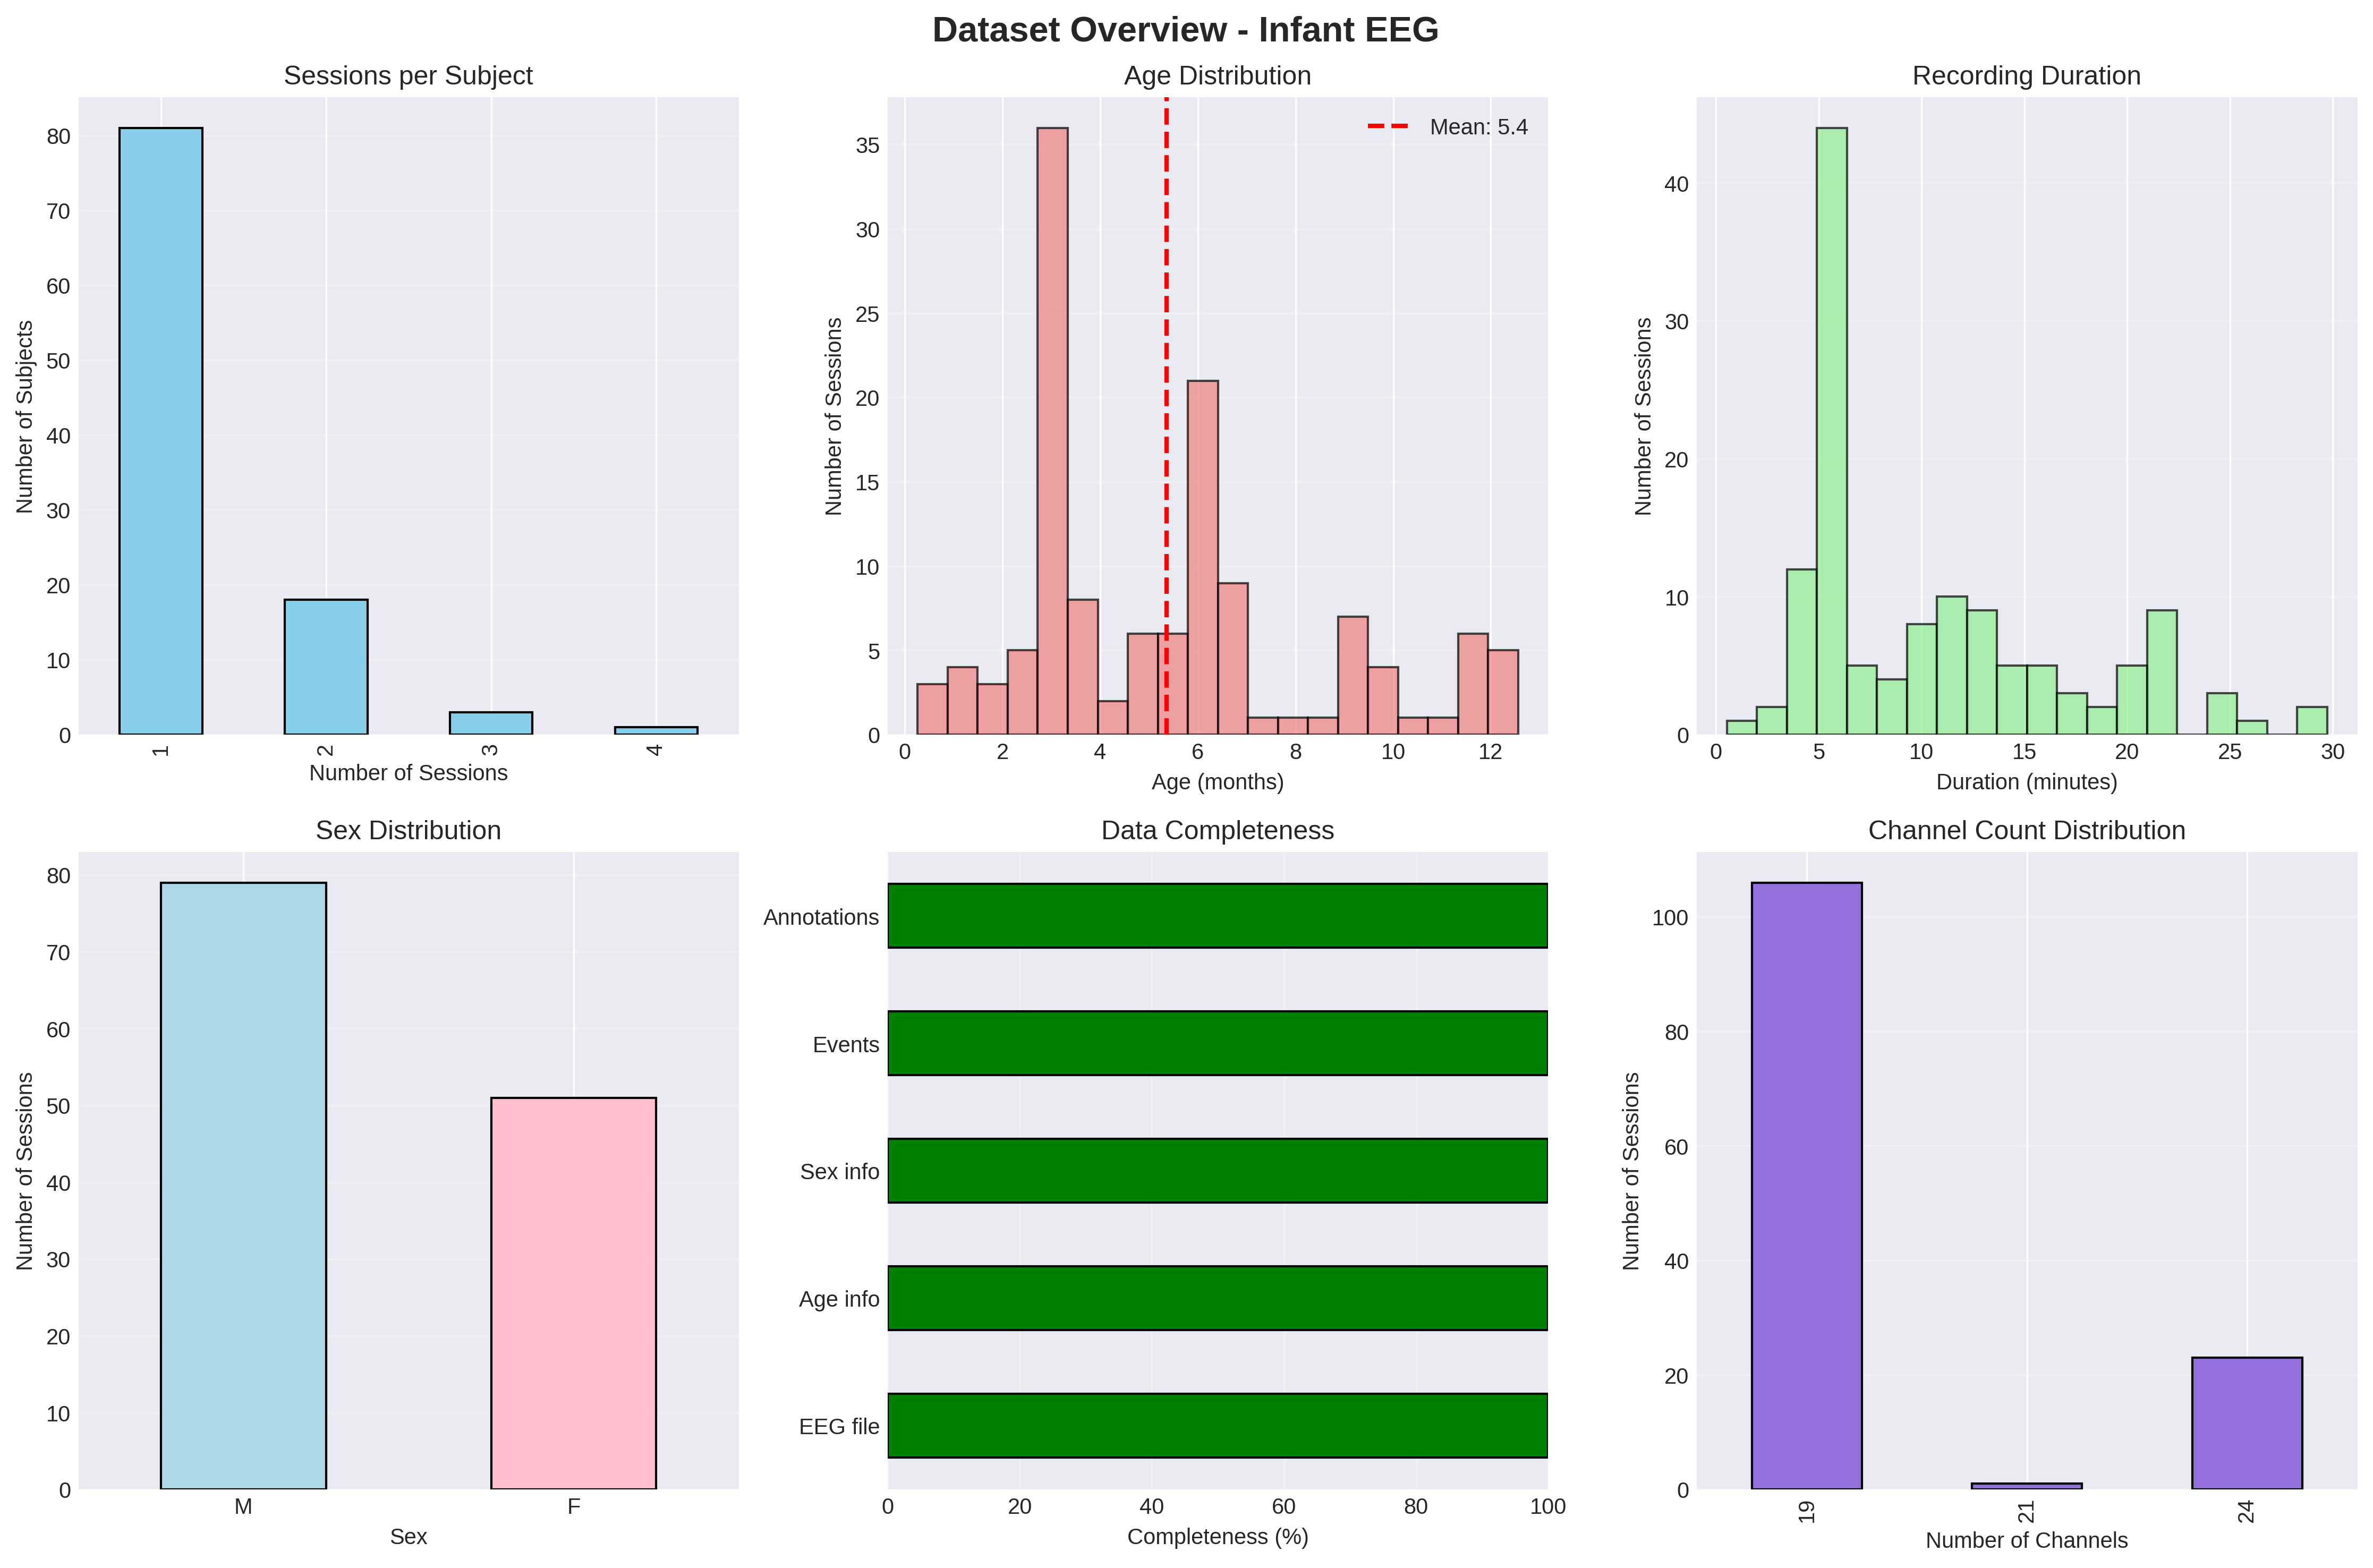 Dataset Overview - Infant EEG
Sessions per Subject
Number of Subjects
80
70
60
50
40
30
20
10
0
1 2 3 4
Number of Sessions
Age Distribution
Mean: 5.4
Number of Sessions
35
30
25
20
15
10
5
0
0 2 4 6 8 10 12
Age (months)
Recording Duration
Number of Sessions
40
30
20
10
0
0 5 10 15 20 25 30
Duration (minutes)
Sex Distribution
Number of Sessions
80
70
60
50
40
30
20
10
0
M F
Sex
Data Completeness
Annotations
Events
Sex info
Age info
EEG file
0 20 40 60 80 100
Completeness (%)
Channel Count Distribution
Number of Sessions
100
80
60
40
20
0
19 21 24
Number of Channels